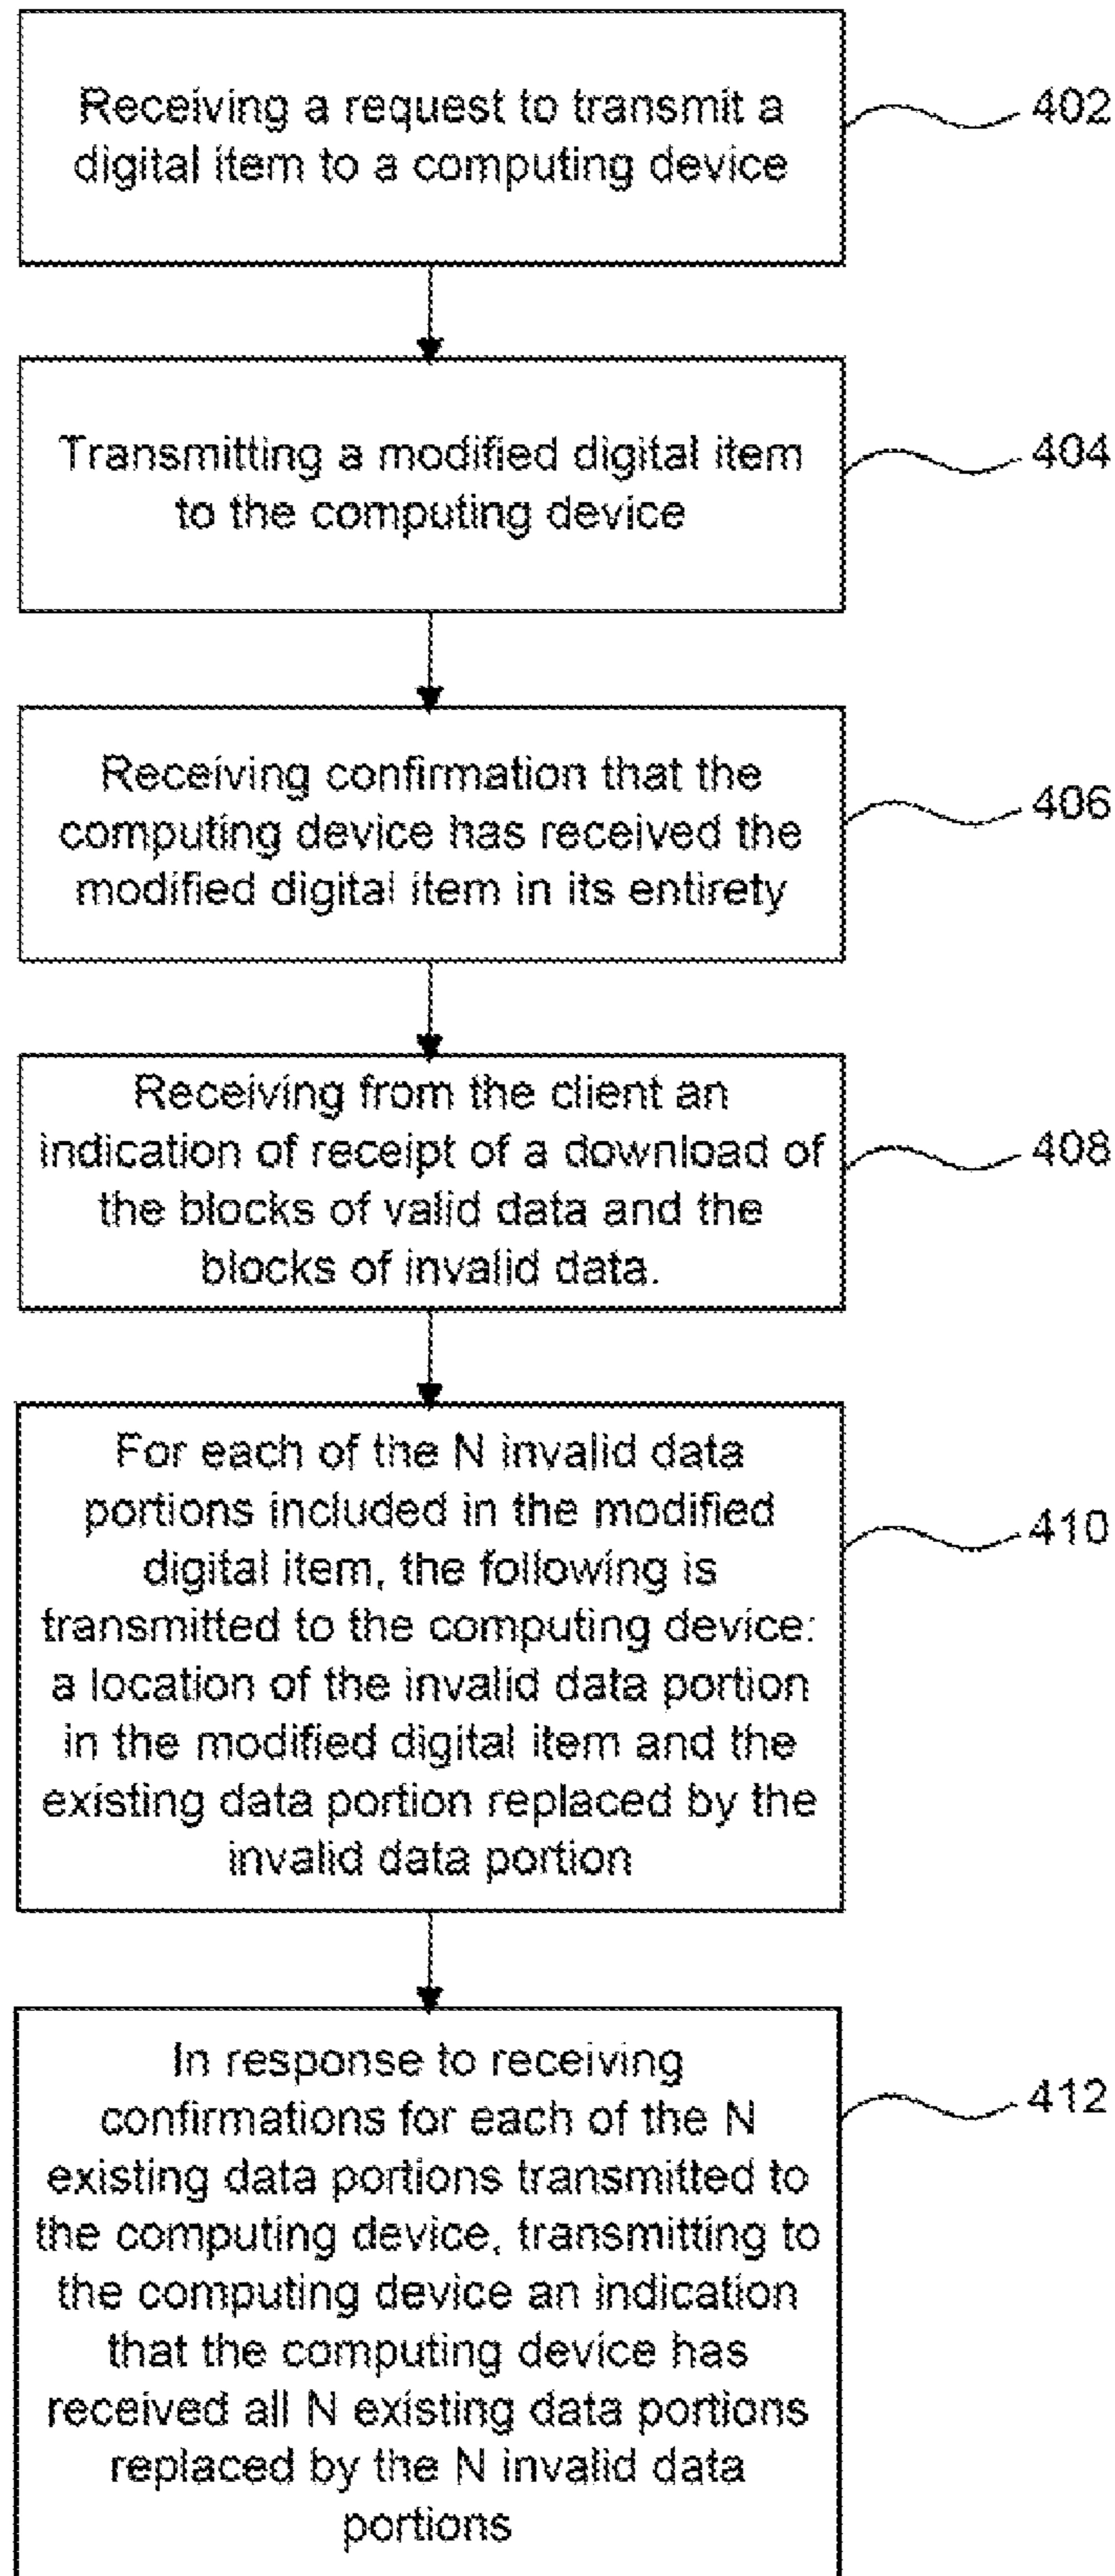 Receiving a request to transmit a
digital item to a computing device
402
Transmitting a modified digital item
to the computing device
404
Receiving confirmation that the
computing device has received the
modified digital item in its entirety
406
Receiving from the client an
indication of receipt of a download of
the blocks of valid data and the
blocks of invalid data.
408
For each of the N invalid data
portions included in the modified
digital item, the following is
transmitted to the computing device:
a location of the invalid data portion
in the modified digital item and the
existing data portion replaced by the
invalid data portion
410
In response to receiving
confirmations for each of the N
existing data portions transmitted to
the computing device, transmitting to
the computing device an indication
that the computing device has
received all N existing data portions
replaced by the N invalid data
portions
412